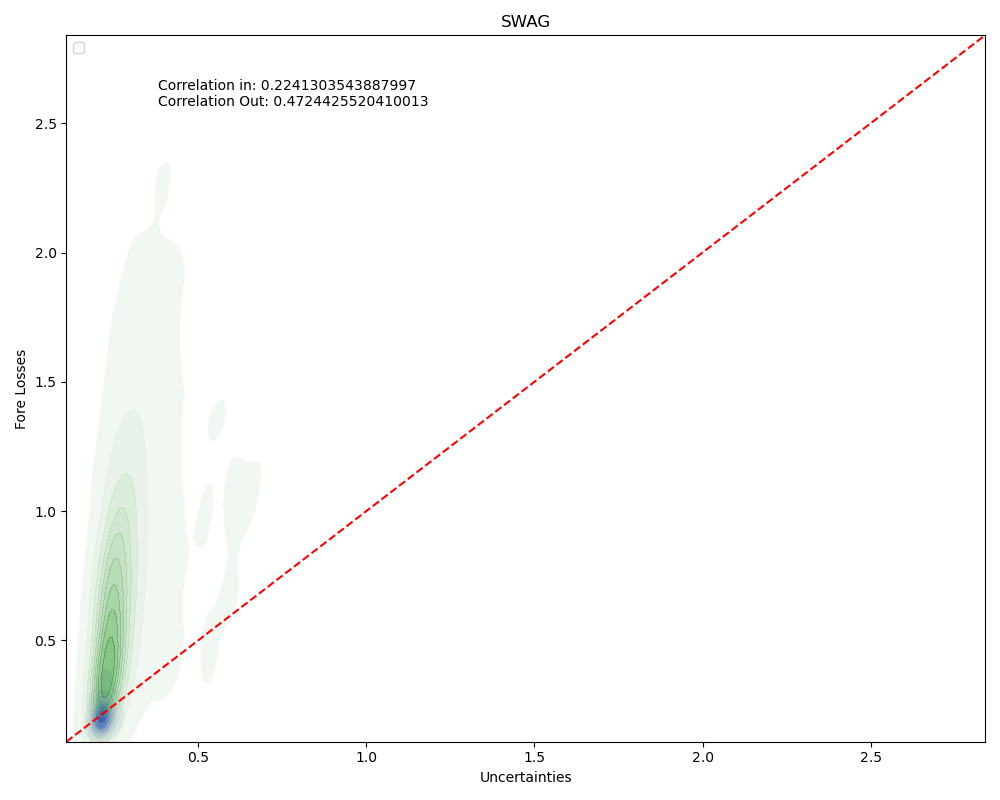 SWAG
Correlation in: 0.2241303543887997
Correlation Out: 0.4724425520410013
2.5
2.0
1.5
1.0
0.5
Fore Losses
0.5 1.0 1.5 2.0 2.5
Uncertainties